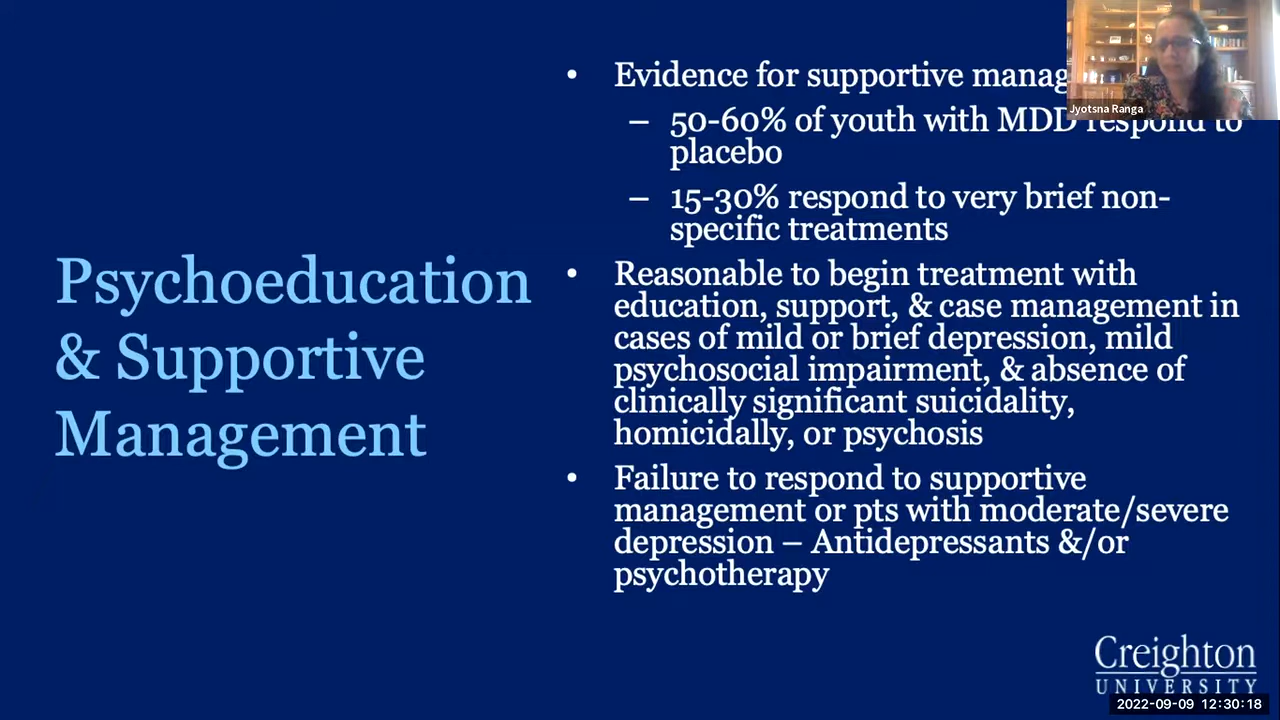 Psychoeducation
& Supportive
Management
• Evidence for supportive manag
– 50-60% of youth with MDD respond to
placebo
– 15-30% respond to very brief non-
specific treatments
• Reasonable to begin treatment with
education, support, & case management in
cases of mild or brief depression, mild
psychosocial impairment, & absence of
clinically significant suicidality,
homicidally, or psychosis
• Failure to respond to supportive
management or pts with moderate/severe
depression – Antidepressants &/or
psychotherapy
Jyotsna Ranga
Creighton
UNIVERSITY
2022-09-09 12:30:18